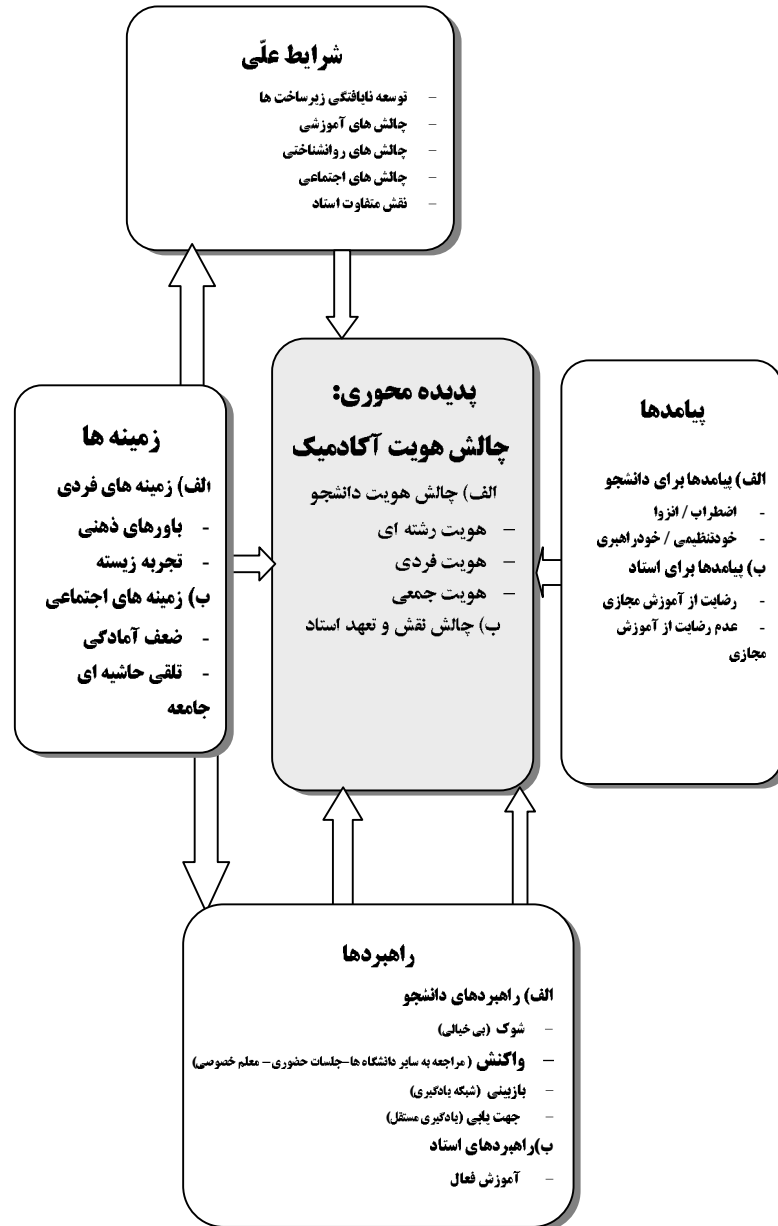 شرایط علّی
- توسعه نایافتگی زیرساخت ها
- چالش های آموزشی
- چالش های روانشناختی
- چالش های اجتماعی
- نقش متفاوت استاد
پدیده محوری:
چالش هویت آکادمیک
الف) چالش هویت دانشجو
- هویت رشته ای
- هویت فردی
- هویت جمعی
ب) چالش نقش و تعهد استاد
پیامدها
الف) پیامدها برای دانشجو
- اضطراب / انزوا
- خودتنظیمی / خودراهبری
ب) پیامدها برای استاد
- رضایت از آموزش مجازی
- عدم رضایت از آموزش
مجازی
زمینه ها
الف) زمینه های فردی
- باورهای ذهنی
- تجربه زیسته
ب) زمینه های اجتماعی
- ضعف آمادگی
- تلقی حاشیه ای
جامعه
راهبردها
الف) راهبردهای دانشجو
- شوک (بی خیالی)
- واکنش ( مراجعه به سایر دانشگاه ها-جلسات حضوری- معلم خصوصی)
- بازبینی (شبکه یادگیری)
- جهت یابی (یادگیری مستقل)
ب)راهبردهای استاد
- آموزش فعال